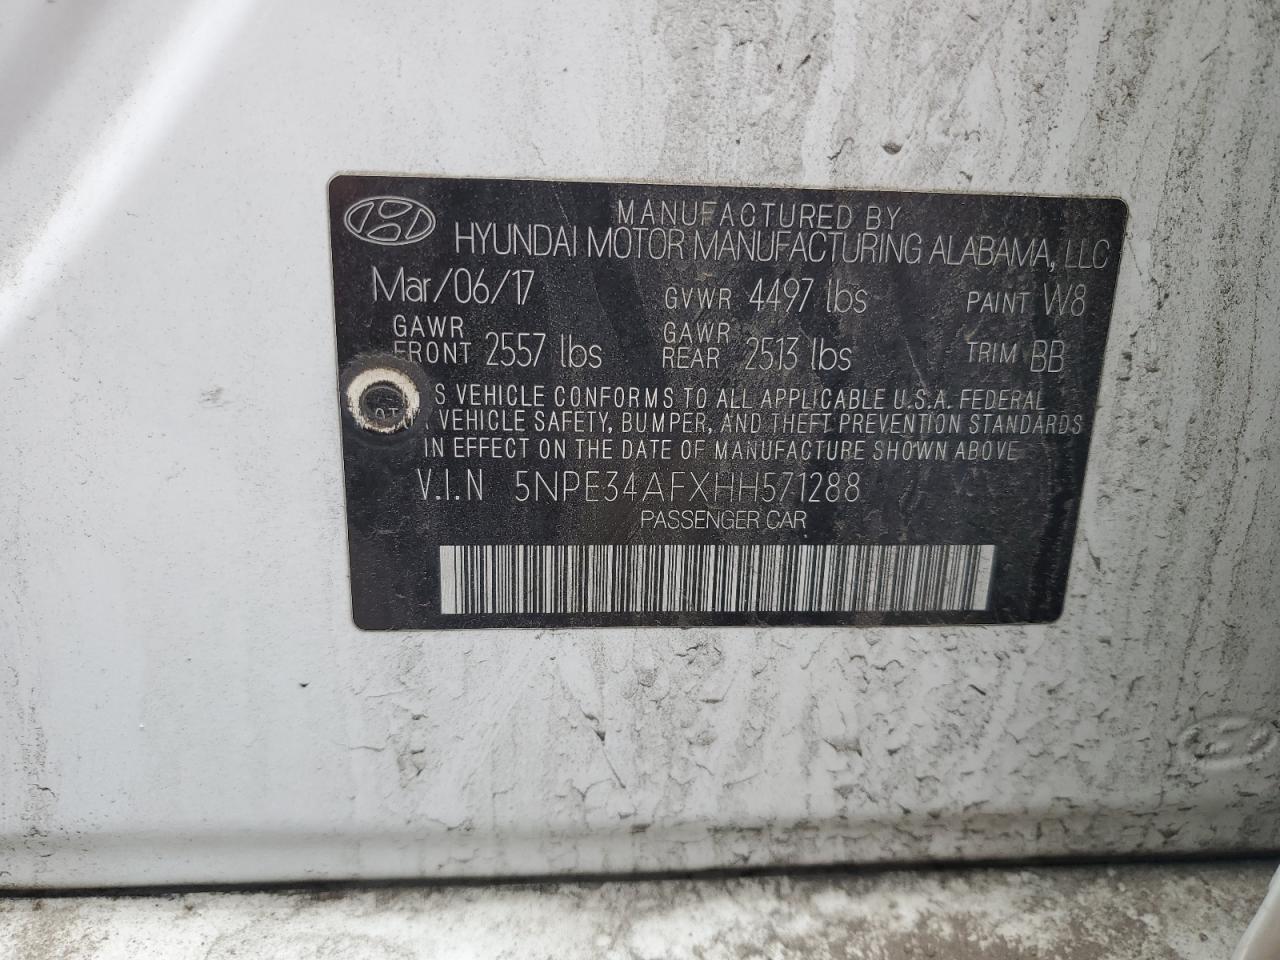 MANUFACTURED BY
HYUNDAI MOTOR MANUFACTURING ALABAMA, LLC
Mar/06/17 GVWR 4497 lbs PAINT W8
GAWR FRONT 2557 lbs GAWR REAR 2513 lbs TRIM BB
S VEHICLE CONFORMS TO ALL APPLICABLE U.S.A. FEDERAL
VEHICLE SAFETY, BUMPER, AND THEFT PREVENTION STANDARDS
IN EFFECT ON THE DATE OF MANUFACTURE SHOWN ABOVE
V.I.N 5NPE34AFXHH571288
PASSENGER CAR